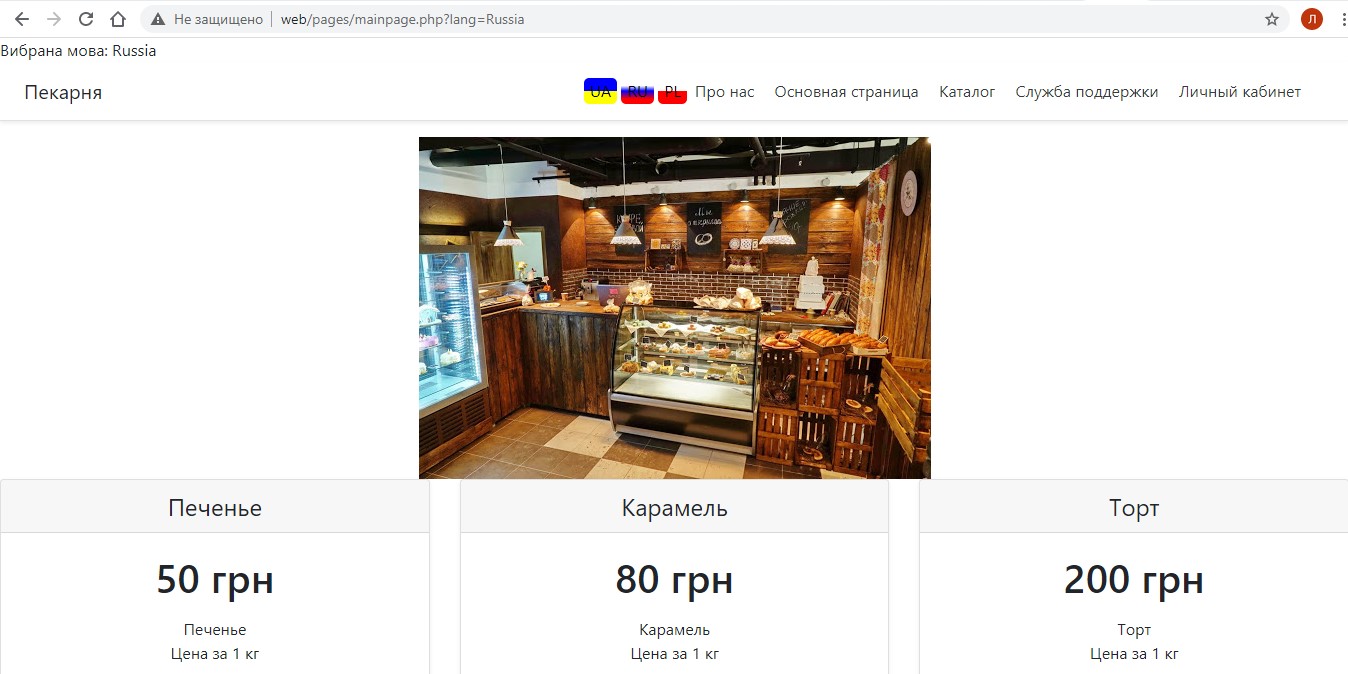 Не защищено web/pages/mainpage.php?lang=Russia Л
Вибрана мова: Russia
Пекарня UA RU PL Про нас Основная страница Каталог Служба поддержки Личный кабинет
Печенье Карамель Торт
50 грн 80 грн 200 грн
Печенье Карамель Торт
Цена за 1 кг Цена за 1 кг Цена за 1 кг